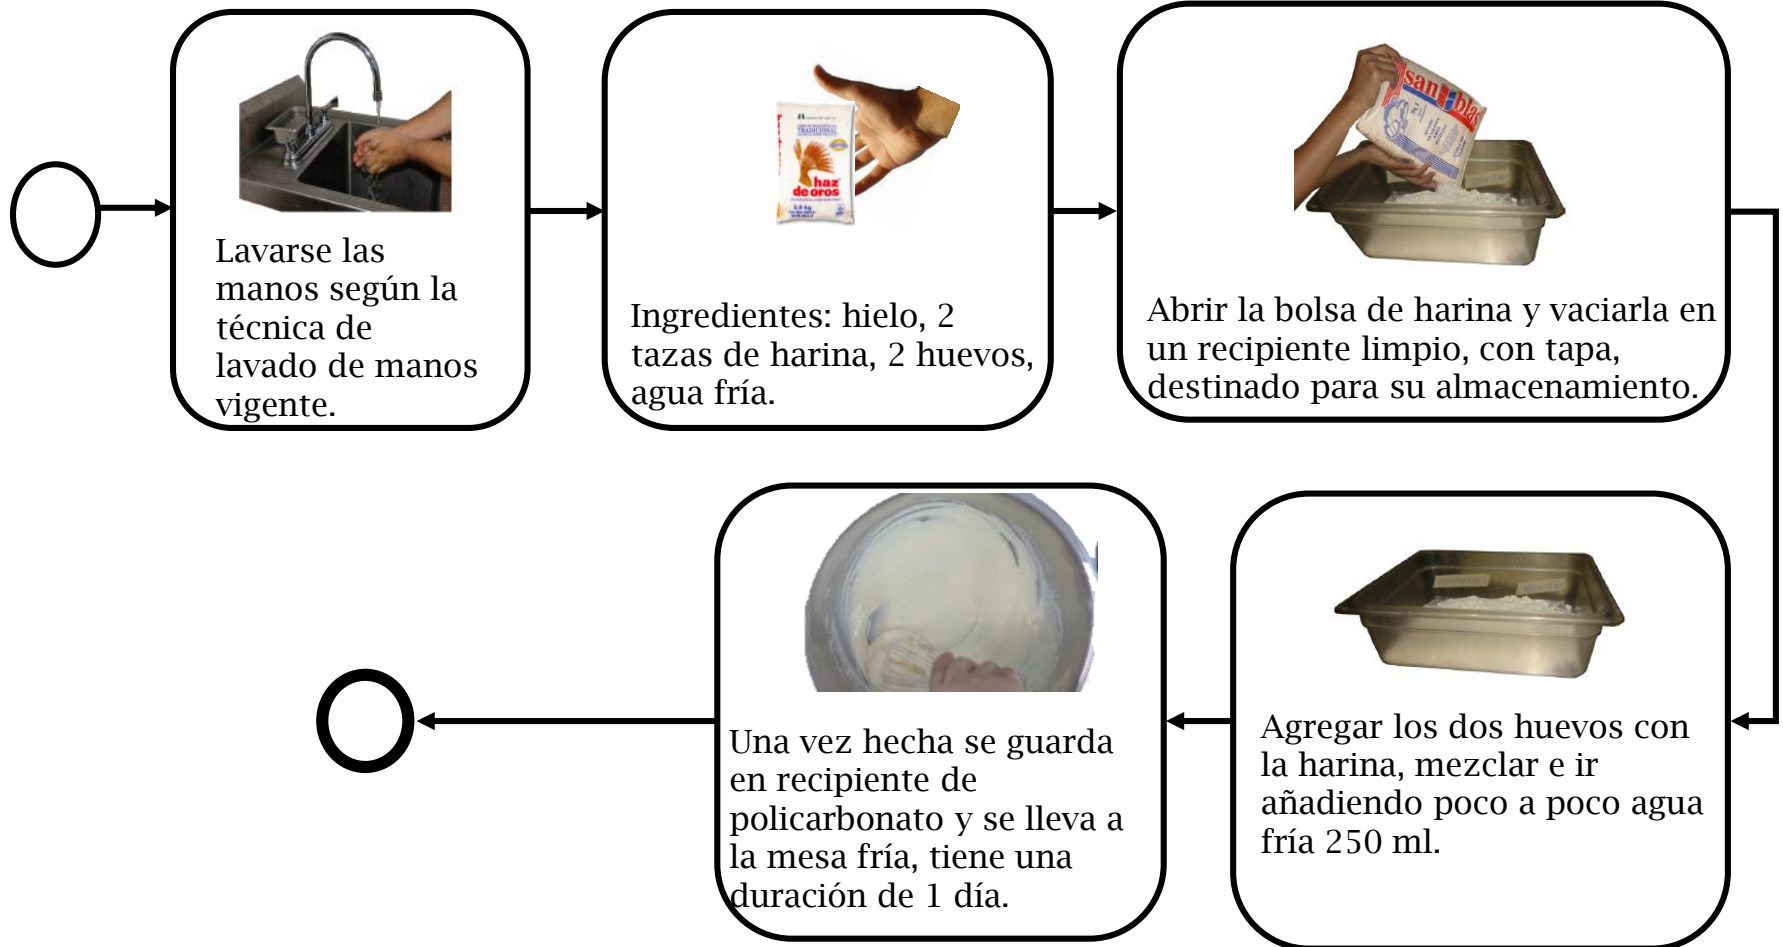 Lavarse las
manos según la
técnica de
lavado de manos
vigente.
TRADICIONAL
haz
de oros
Ingredientes: hielo, 2
tazas de harina, 2 huevos,
agua fría.
san blas
Abrir la bolsa de harina y vaciarla en
un recipiente limpio, con tapa,
destinado para su almacenamiento.
Agregar los dos huevos con
la harina, mezclar e ir
añadiendo poco a poco agua
fría 250 ml.
Una vez hecha se guarda
en recipiente de
policarbonato y se lleva a
la mesa fría, tiene una
duración de 1 día.